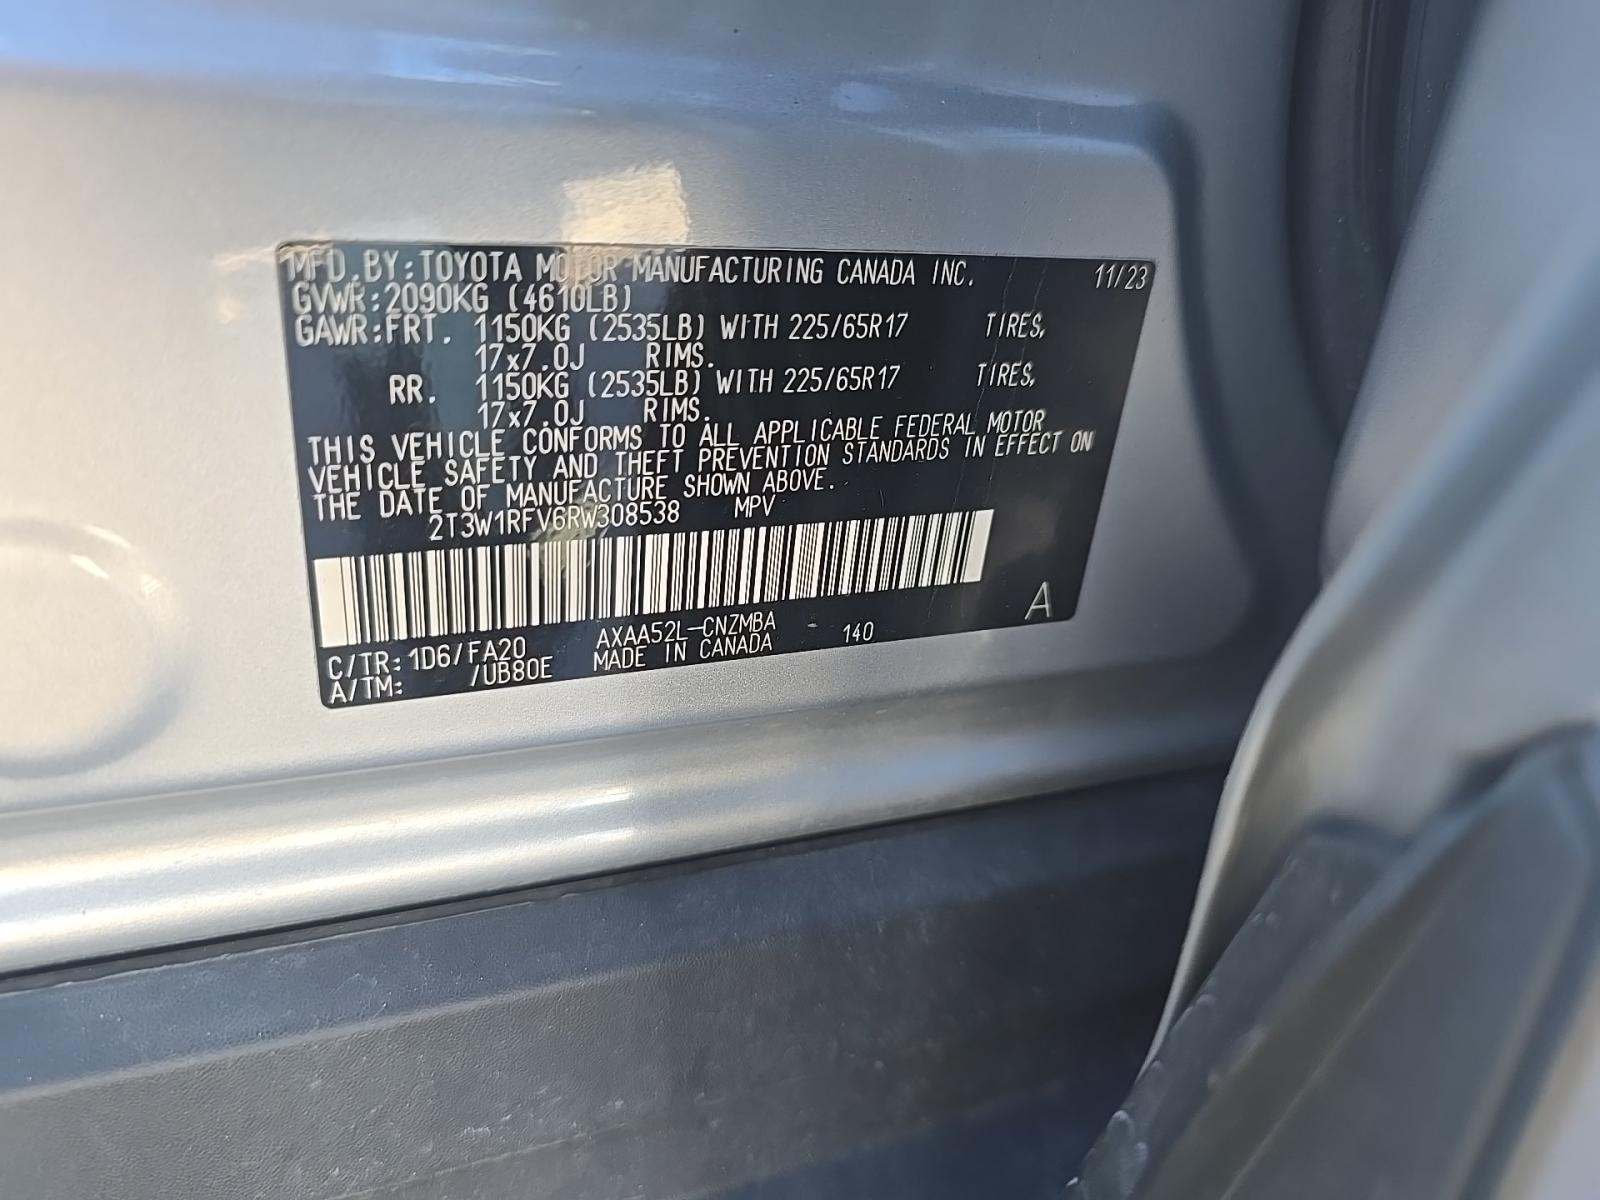 MFD.BY:TOYOTA MOTOR MANUFACTURING CANADA INC. 11/23
GVWR:2090KG (4610LB)
GAWR:FRT. 1150KG (2535LB) WITH 225/65R17 TIRES,
17x7.0J RIMS.
RR. 1150KG (2535LB) WITH 225/65R17 TIRES,
17x7.0J RIMS.
THIS VEHICLE CONFORMS TO ALL APPLICABLE FEDERAL MOTOR
VEHICLE SAFETY AND THEFT PREVENTION STANDARDS IN EFFECT ON
THE DATE OF MANUFACTURE SHOWN ABOVE.
2T3W1RFV6RW308538 MPV
A
C/TR:1D6/FA20 AXAA52L-CNZMBA - 140
A/TM: /UB80E MADE IN CANADA